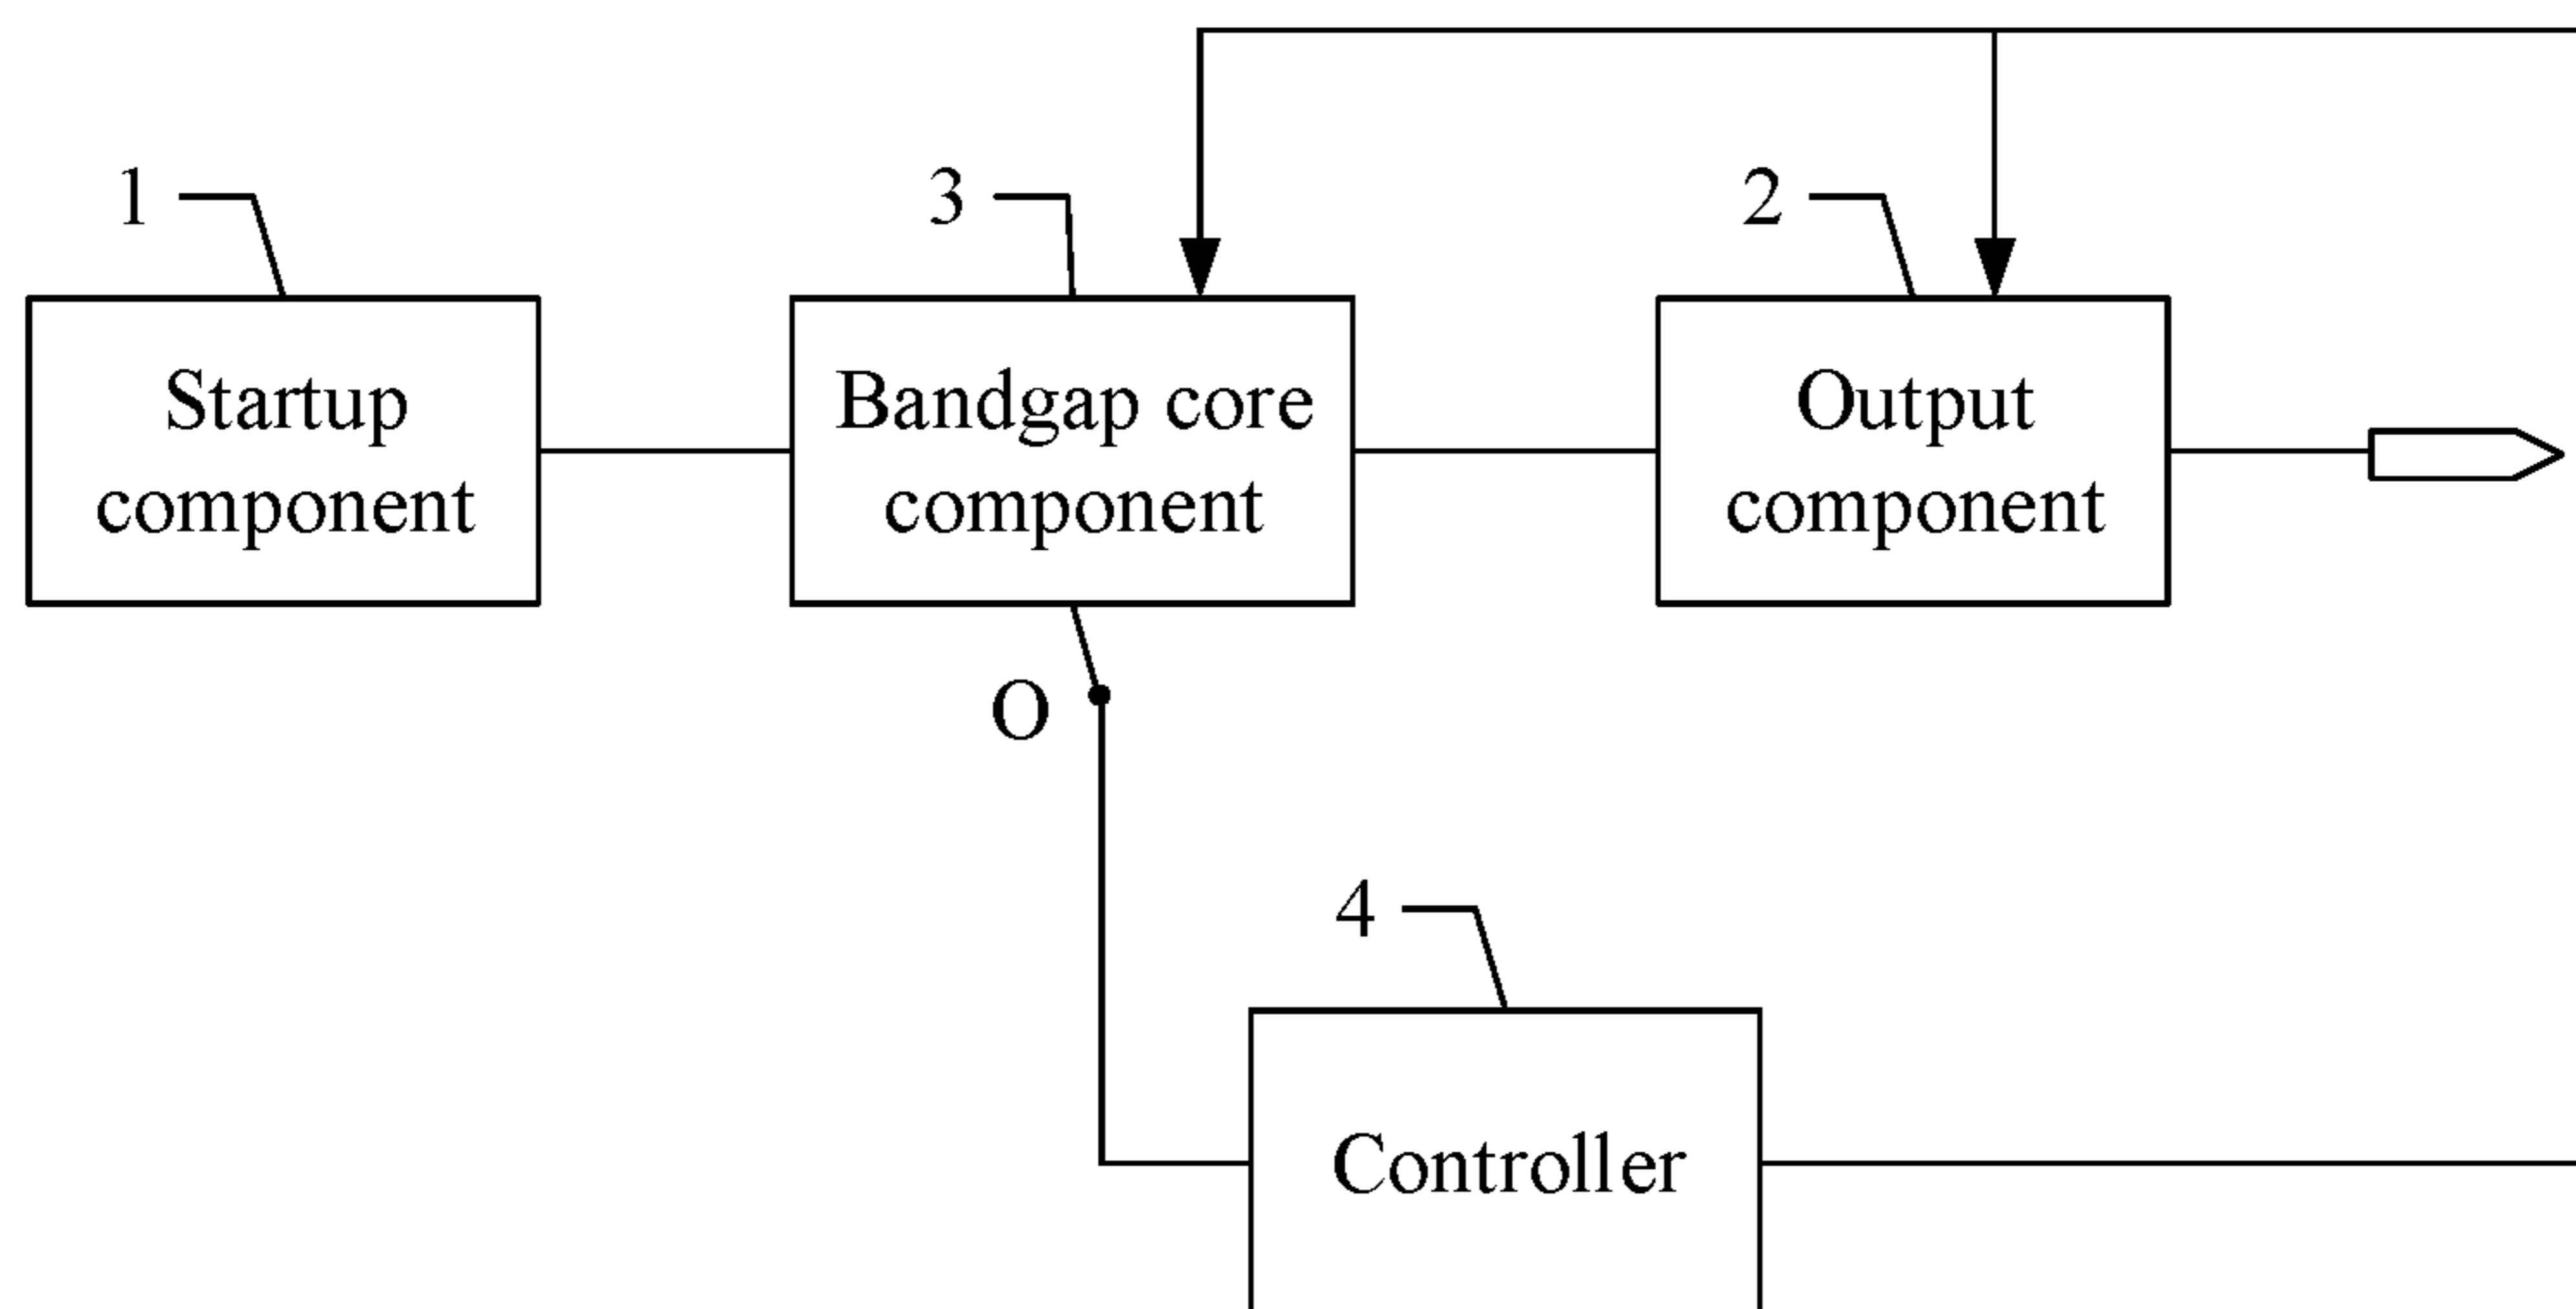 1
3
2
Startup
component
Bandgap core
component
Output
component
O
4
Controller